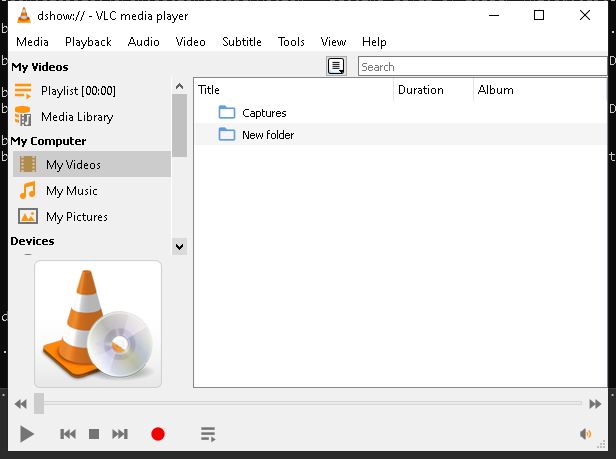 dshow:// - VLC media player
Media Playback Audio Video Subtitle Tools View Help
My Videos
Search
Playlist [00:00]
Media Library
My Computer
My Videos
My Music
My Pictures
Devices
Title Duration Album
Captures
New folder